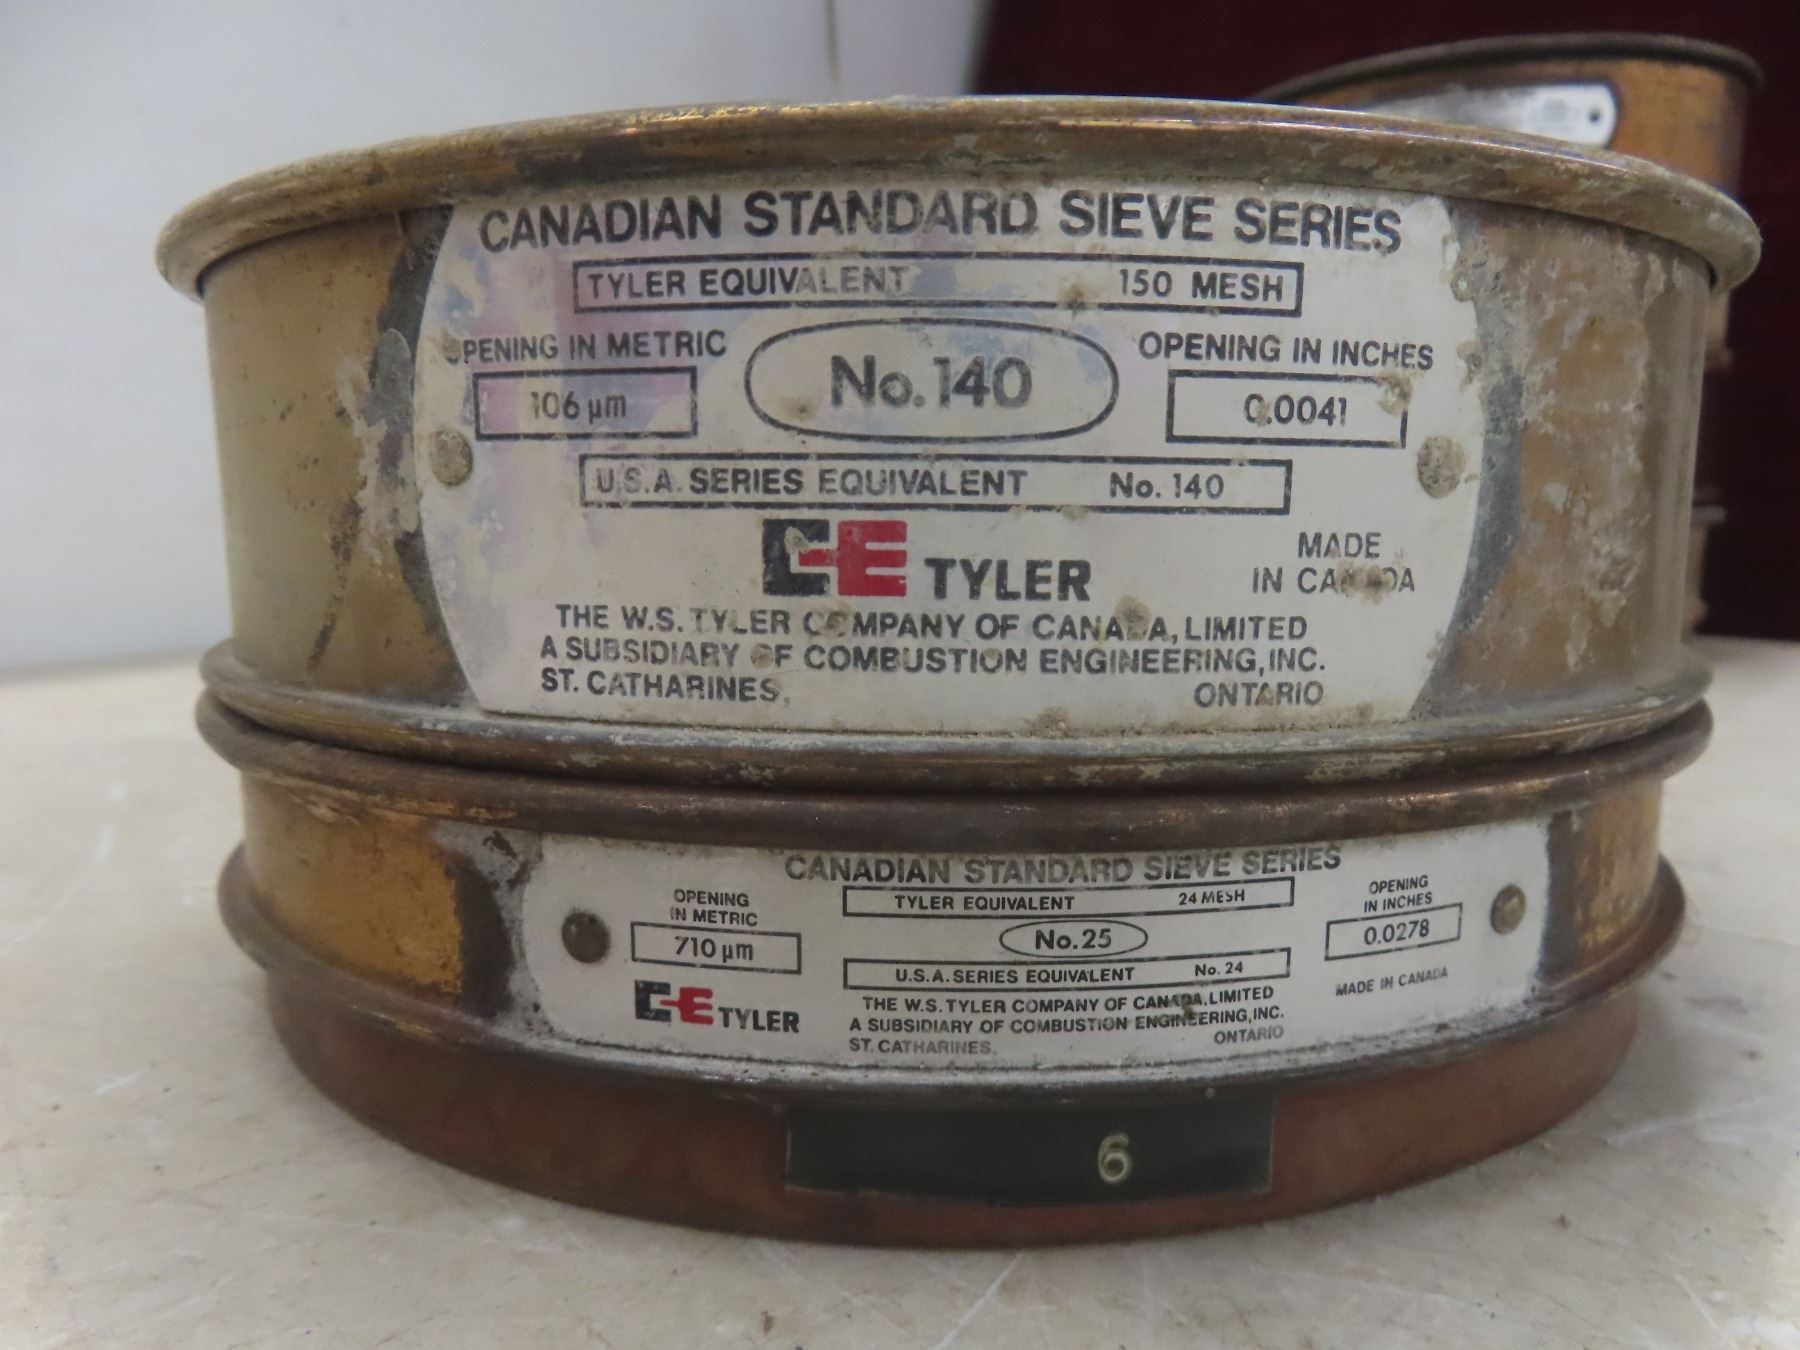 CANADIAN STANDARD SIEVE SERIES
TYLER EQUIVALENT 150 MESH
OPENING IN METRIC
106 µm
No. 140
OPENING IN INCHES
0.0041
U.S.A. SERIES EQUIVALENT No. 140
CE TYLER
MADE
IN CANADA
THE W.S. TYLER COMPANY OF CANADA, LIMITED
A SUBSIDIARY OF COMBUSTION ENGINEERING, INC.
ST. CATHARINES, ONTARIO
CANADIAN STANDARD SIEVE SERIES
OPENING
IN METRIC
710 µm
TYLER EQUIVALENT 24 MESH
No. 25
U.S.A. SERIES EQUIVALENT No. 24
OPENING
IN INCHES
0.0278
MADE IN CANADA
CE TYLER
THE W.S. TYLER COMPANY OF CANADA, LIMITED
A SUBSIDIARY OF COMBUSTION ENGINEERING, INC.
ST. CATHARINES, ONTARIO
6